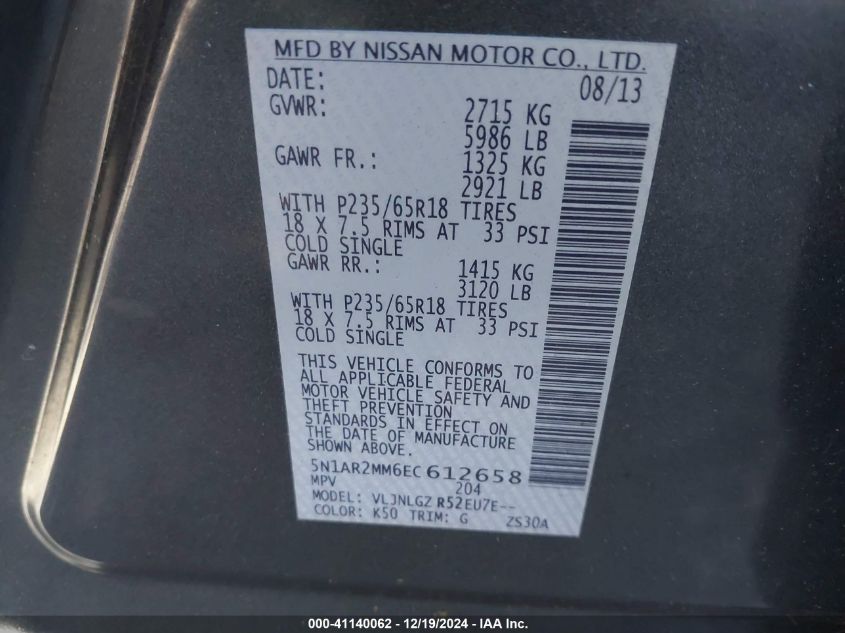 MFD BY NISSAN MOTOR CO., LTD.
DATE: 08/13
GVWR: 2715 KG
5986 LB
GAWR FR.: 1325 KG
2921 LB
WITH P235/65R18 TIRES
18 X 7.5 RIMS AT 33 PSI
COLD SINGLE
GAWR RR.: 1415 KG
3120 LB
WITH P235/65R18 TIRES
18 X 7.5 RIMS AT 33 PSI
COLD SINGLE
THIS VEHICLE CONFORMS TO
ALL APPLICABLE FEDERAL
MOTOR VEHICLE SAFETY AND
THEFT PREVENTION
STANDARDS IN EFFECT ON
THE DATE OF MANUFACTURE
SHOWN ABOVE.
5N1AR2MM6EC612658
MPV 204
MODEL: VLJNLGZ R52EU7E--
COLOR: K50 TRIM: G ZS30A
000-41140062 - 12/19/2024 - IAA Inc.